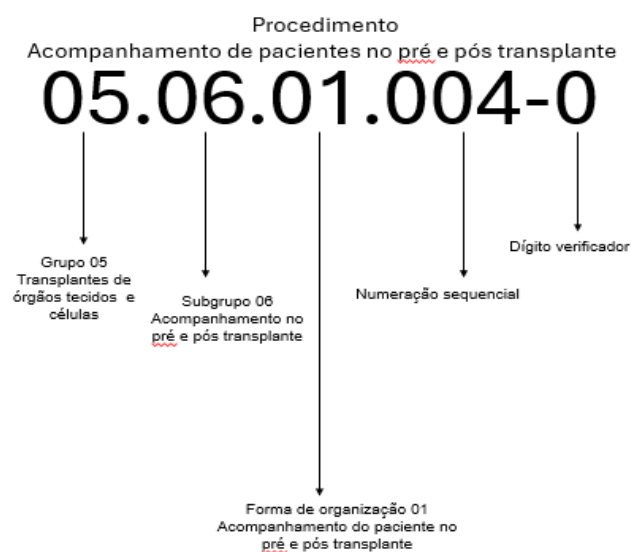 Procedimento
Acompanhamento de pacientes no pré e pós transplante
05.06.01.004-0
Dígito verificador
Grupo 05
Transplantes de
órgãos tecidos e
células
Numeração sequencial
Subgrupo 06
Acompanhamento no
pré e pós transplante
Forma de organização 01
Acompanhamento do paciente no
pré e pós transplante